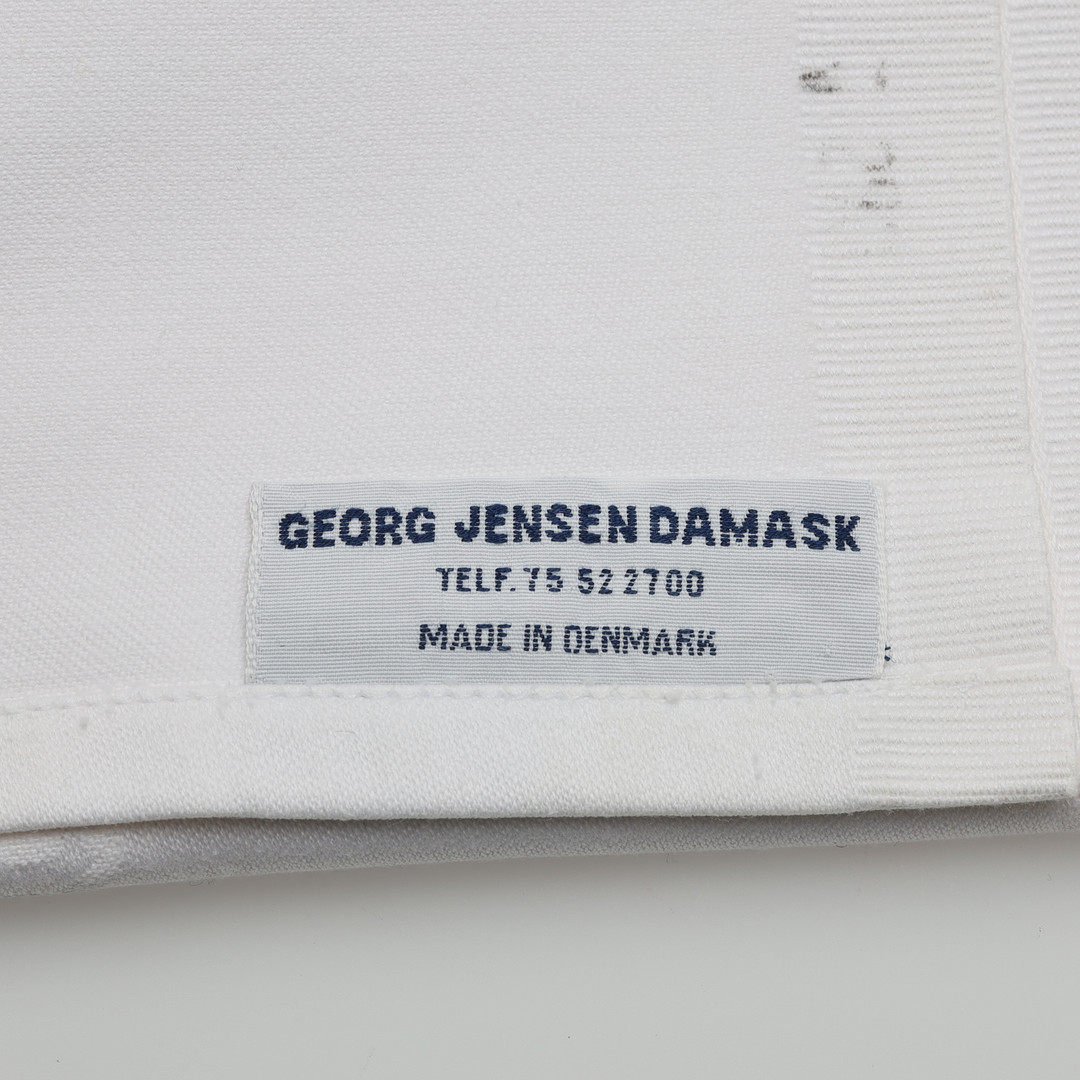 GEORG JENSEN DAMASK
TELF. 75 52 2700
MADE IN DENMARK